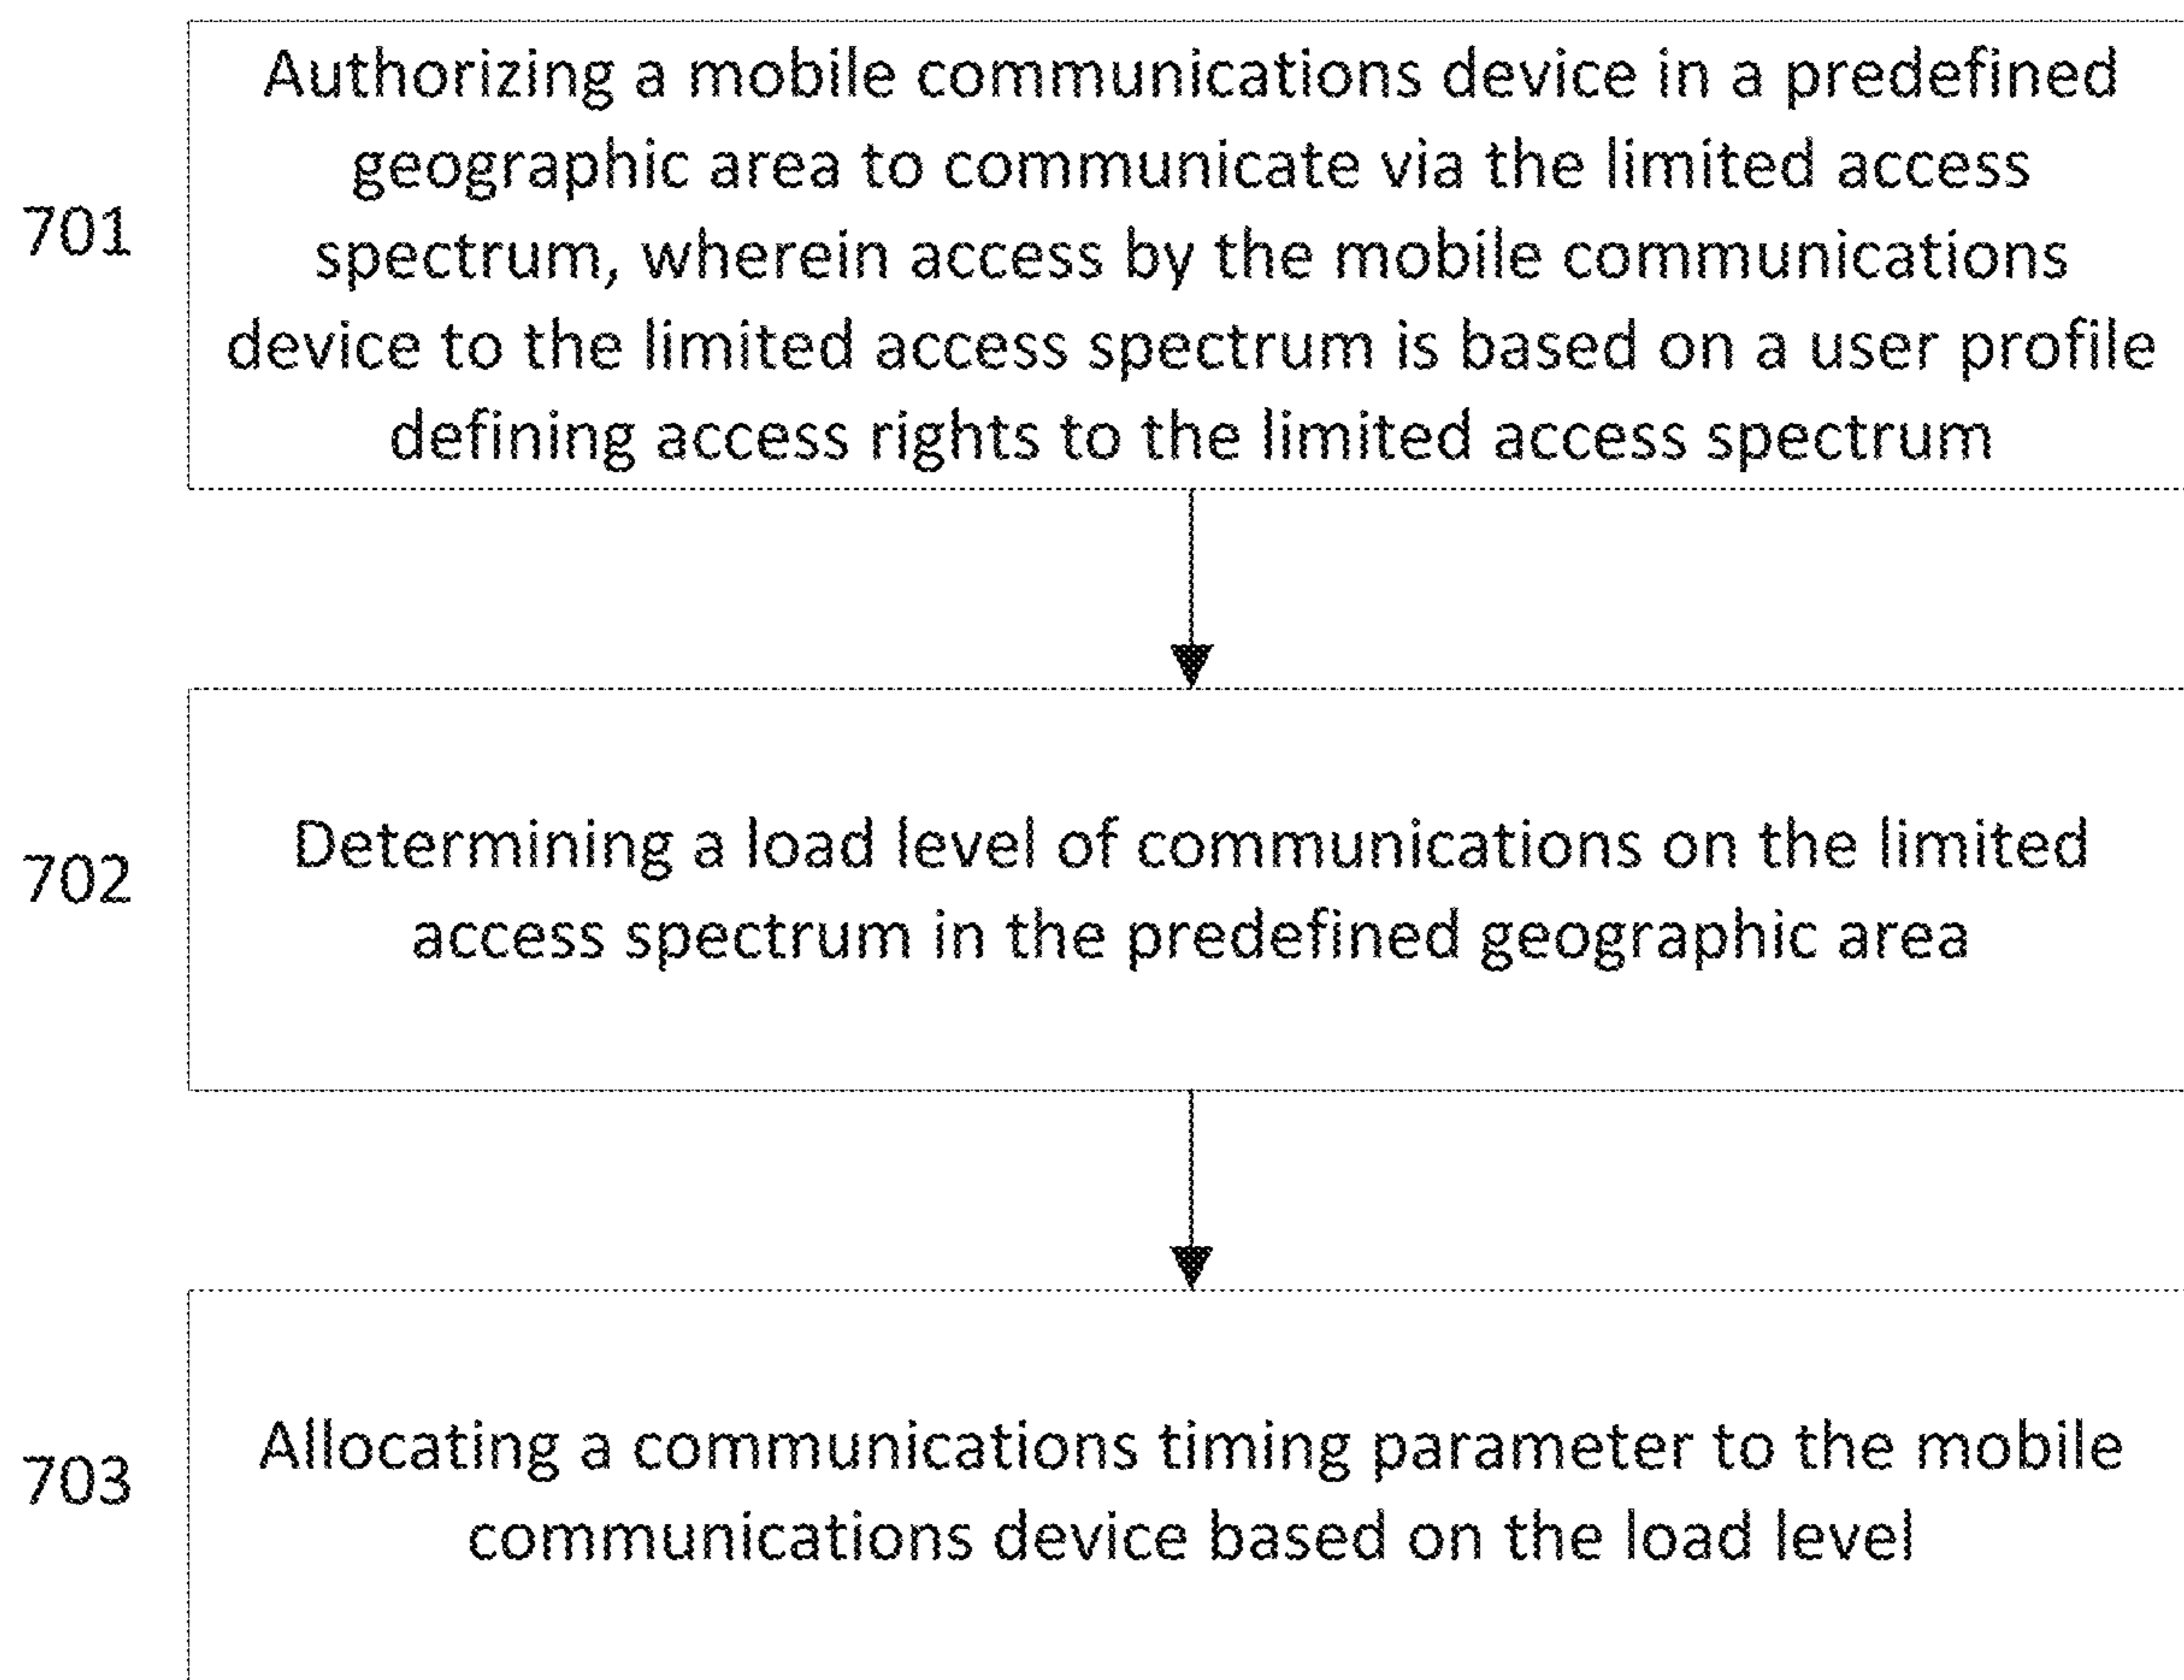 Authorizing a mobile communications device in a predefined
geographic area to communicate via the limited access
701
spectrum, wherein access by the mobile communications
device to the limited access spectrum is based on a user profile
defining access rights to the limited access spectrum
Determining a load level of communications on the limited
702
access spectrum in the predefined geographic area
Allocating a communications timing parameter to the mobile
703
communications device based on the load level